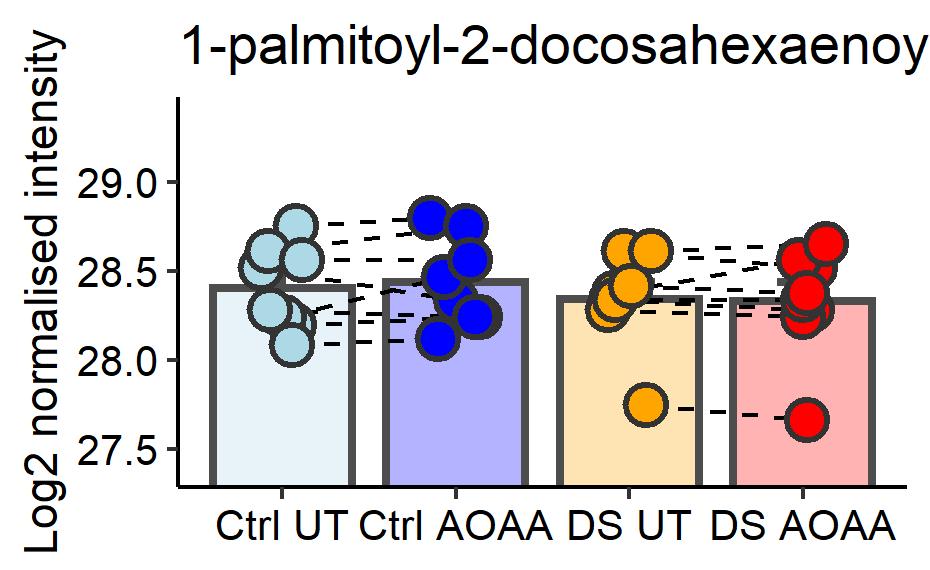 1-palmitoyl-2-docosahexaenoy
Log2 normalised intensity
29.0
28.5
28.0
27.5
Ctrl UT Ctrl AOAA DS UT DS AOAA